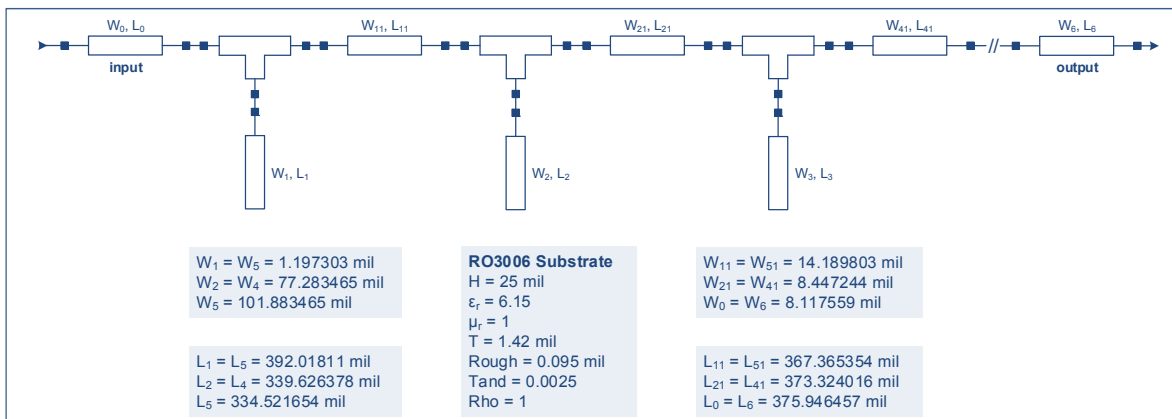 W₀, L₀
W₁₁, L₁₁
W₂₁, L₂₁
W₄₁, L₄₁
W₆, L₆
//
input
output
W₁, L₁
W₂, L₂
W₃, L₃
W₁ = W₅ = 1.197303 mil
W₂ = W₄ = 77.283465 mil
W₅ = 101.883465 mil
L₁ = L₅ = 392.01811 mil
L₂ = L₄ = 339.626378 mil
L₅ = 334.521654 mil
RO3006 Substrate
H = 25 mil
εᵣ = 6.15
μᵣ = 1
T = 1.42 mil
Rough = 0.095 mil
Tand = 0.0025
Rho = 1
W₁₁ = W₅₁ = 14.189803 mil
W₂₁ = W₄₁ = 8.447244 mil
W₀ = W₆ = 8.117559 mil
L₁₁ = L₅₁ = 367.365354 mil
L₂₁ = L₄₁ = 373.324016 mil
L₀ = L₆ = 375.946457 mil